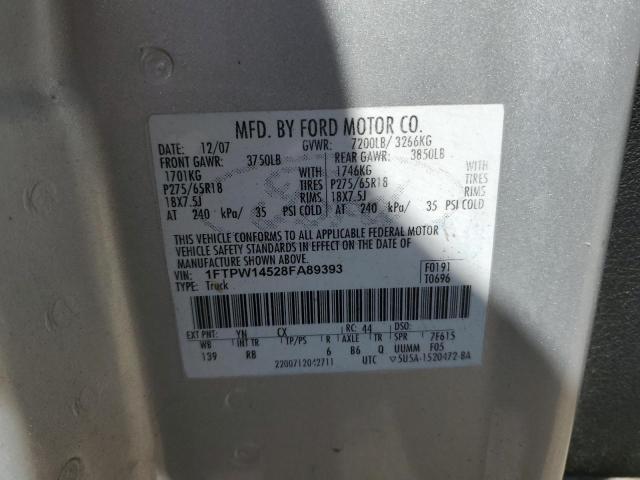 MFD. BY FORD MOTOR CO.
DATE: 12/07 GVWR: 7200LB/ 3266KG
FRONT GAWR: 3750LB REAR GAWR: 3850LB
1701KG WITH 1746KG WITH
P275/65R18 TIRES P275/65R18 TIRES
18X7.5J RIMS 18X7.5J RIMS
AT 240 kPa/ 35 PSI COLD AT 240 kPa/ 35 PSI COLD
THIS VEHICLE CONFORMS TO ALL APPLICABLE FEDERAL MOTOR
VEHICLE SAFETY STANDARDS IN EFFECT ON THE DATE OF
MANUFACTURE SHOWN ABOVE.
VIN: 1FTPW14528FA89393 F0191
TYPE: Truck T0696
EXT PNT: YN CX RC: 44 DSO:
WB INT TR TP/PS R AXLE TR SPR 7F615
139 RB 6 B6 Q UUMM F05
2200712042711 UTC ▽5U5A-1520472-BA